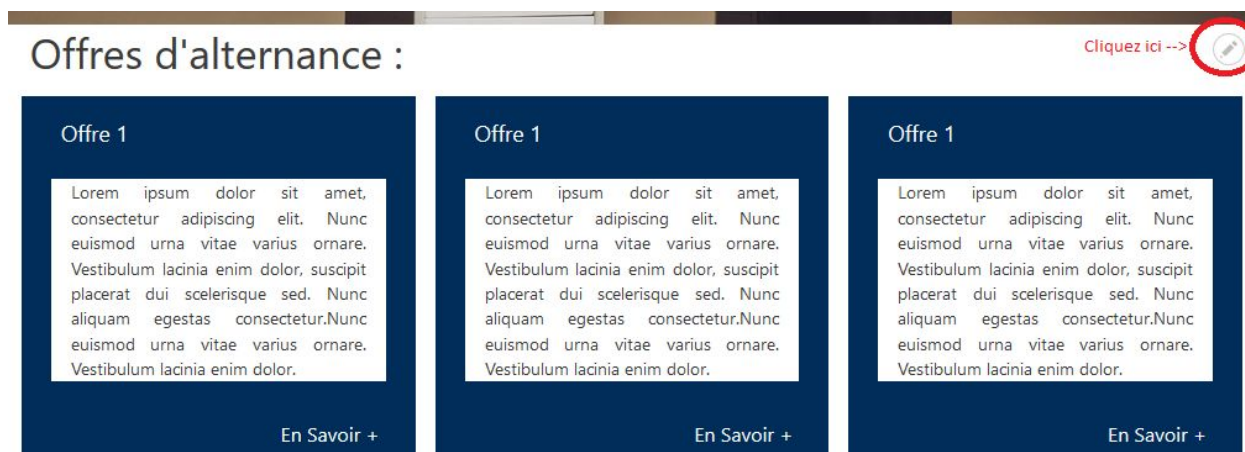 Offres d'alternance :
Cliquez ici -->
Offre 1
Lorem ipsum dolor sit amet,
consectetur adipiscing elit. Nunc
euismod urna vitae varius ornare.
Vestibulum lacinia enim dolor, suscipit
placerat dui scelerisque sed. Nunc
aliquam egestas consectetur.Nunc
euismod urna vitae varius ornare.
Vestibulum lacinia enim dolor.
En Savoir +
Offre 1
Lorem ipsum dolor sit amet,
consectetur adipiscing elit. Nunc
euismod urna vitae varius ornare.
Vestibulum lacinia enim dolor, suscipit
placerat dui scelerisque sed. Nunc
aliquam egestas consectetur.Nunc
euismod urna vitae varius ornare.
Vestibulum lacinia enim dolor.
En Savoir +
Offre 1
Lorem ipsum dolor sit amet,
consectetur adipiscing elit. Nunc
euismod urna vitae varius ornare.
Vestibulum lacinia enim dolor, suscipit
placerat dui scelerisque sed. Nunc
aliquam egestas consectetur.Nunc
euismod urna vitae varius ornare.
Vestibulum lacinia enim dolor.
En Savoir +